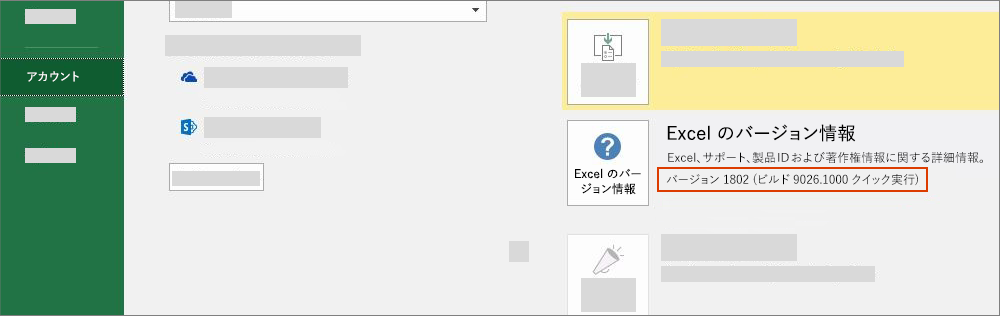 アカウント
Excel のバージョン情報
Excel、サポート、製品ID および著作権情報に関する詳細情報。
バージョン 1802 (ビルド 9026.1000 クイック実行)
?
Excel のバー
ジョン情報